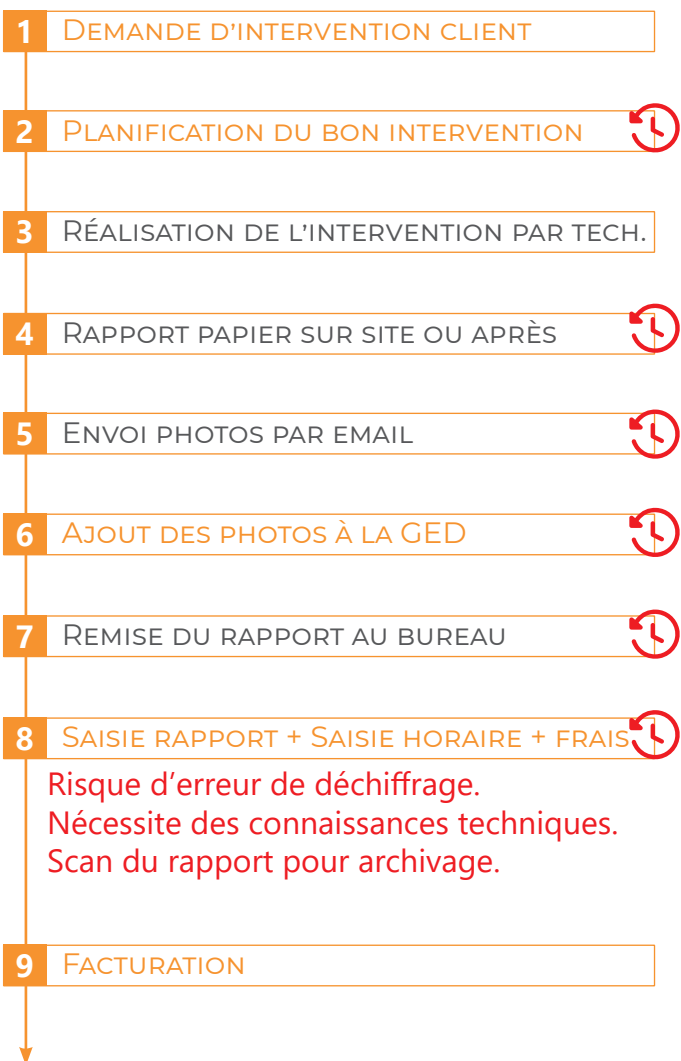 1 Demande d'intervention client
2 Planification du bon intervention
3 Réalisation de l'intervention par tech.
4 Rapport papier sur site ou après
5 Envoi photos par email
6 Ajout des photos à la GED
7 Remise du rapport au bureau
8 Saisie rapport + Saisie horaire + frais
Risque d'erreur de déchiffrage.
Nécessite des connaissances techniques.
Scan du rapport pour archivage.
9 Facturation